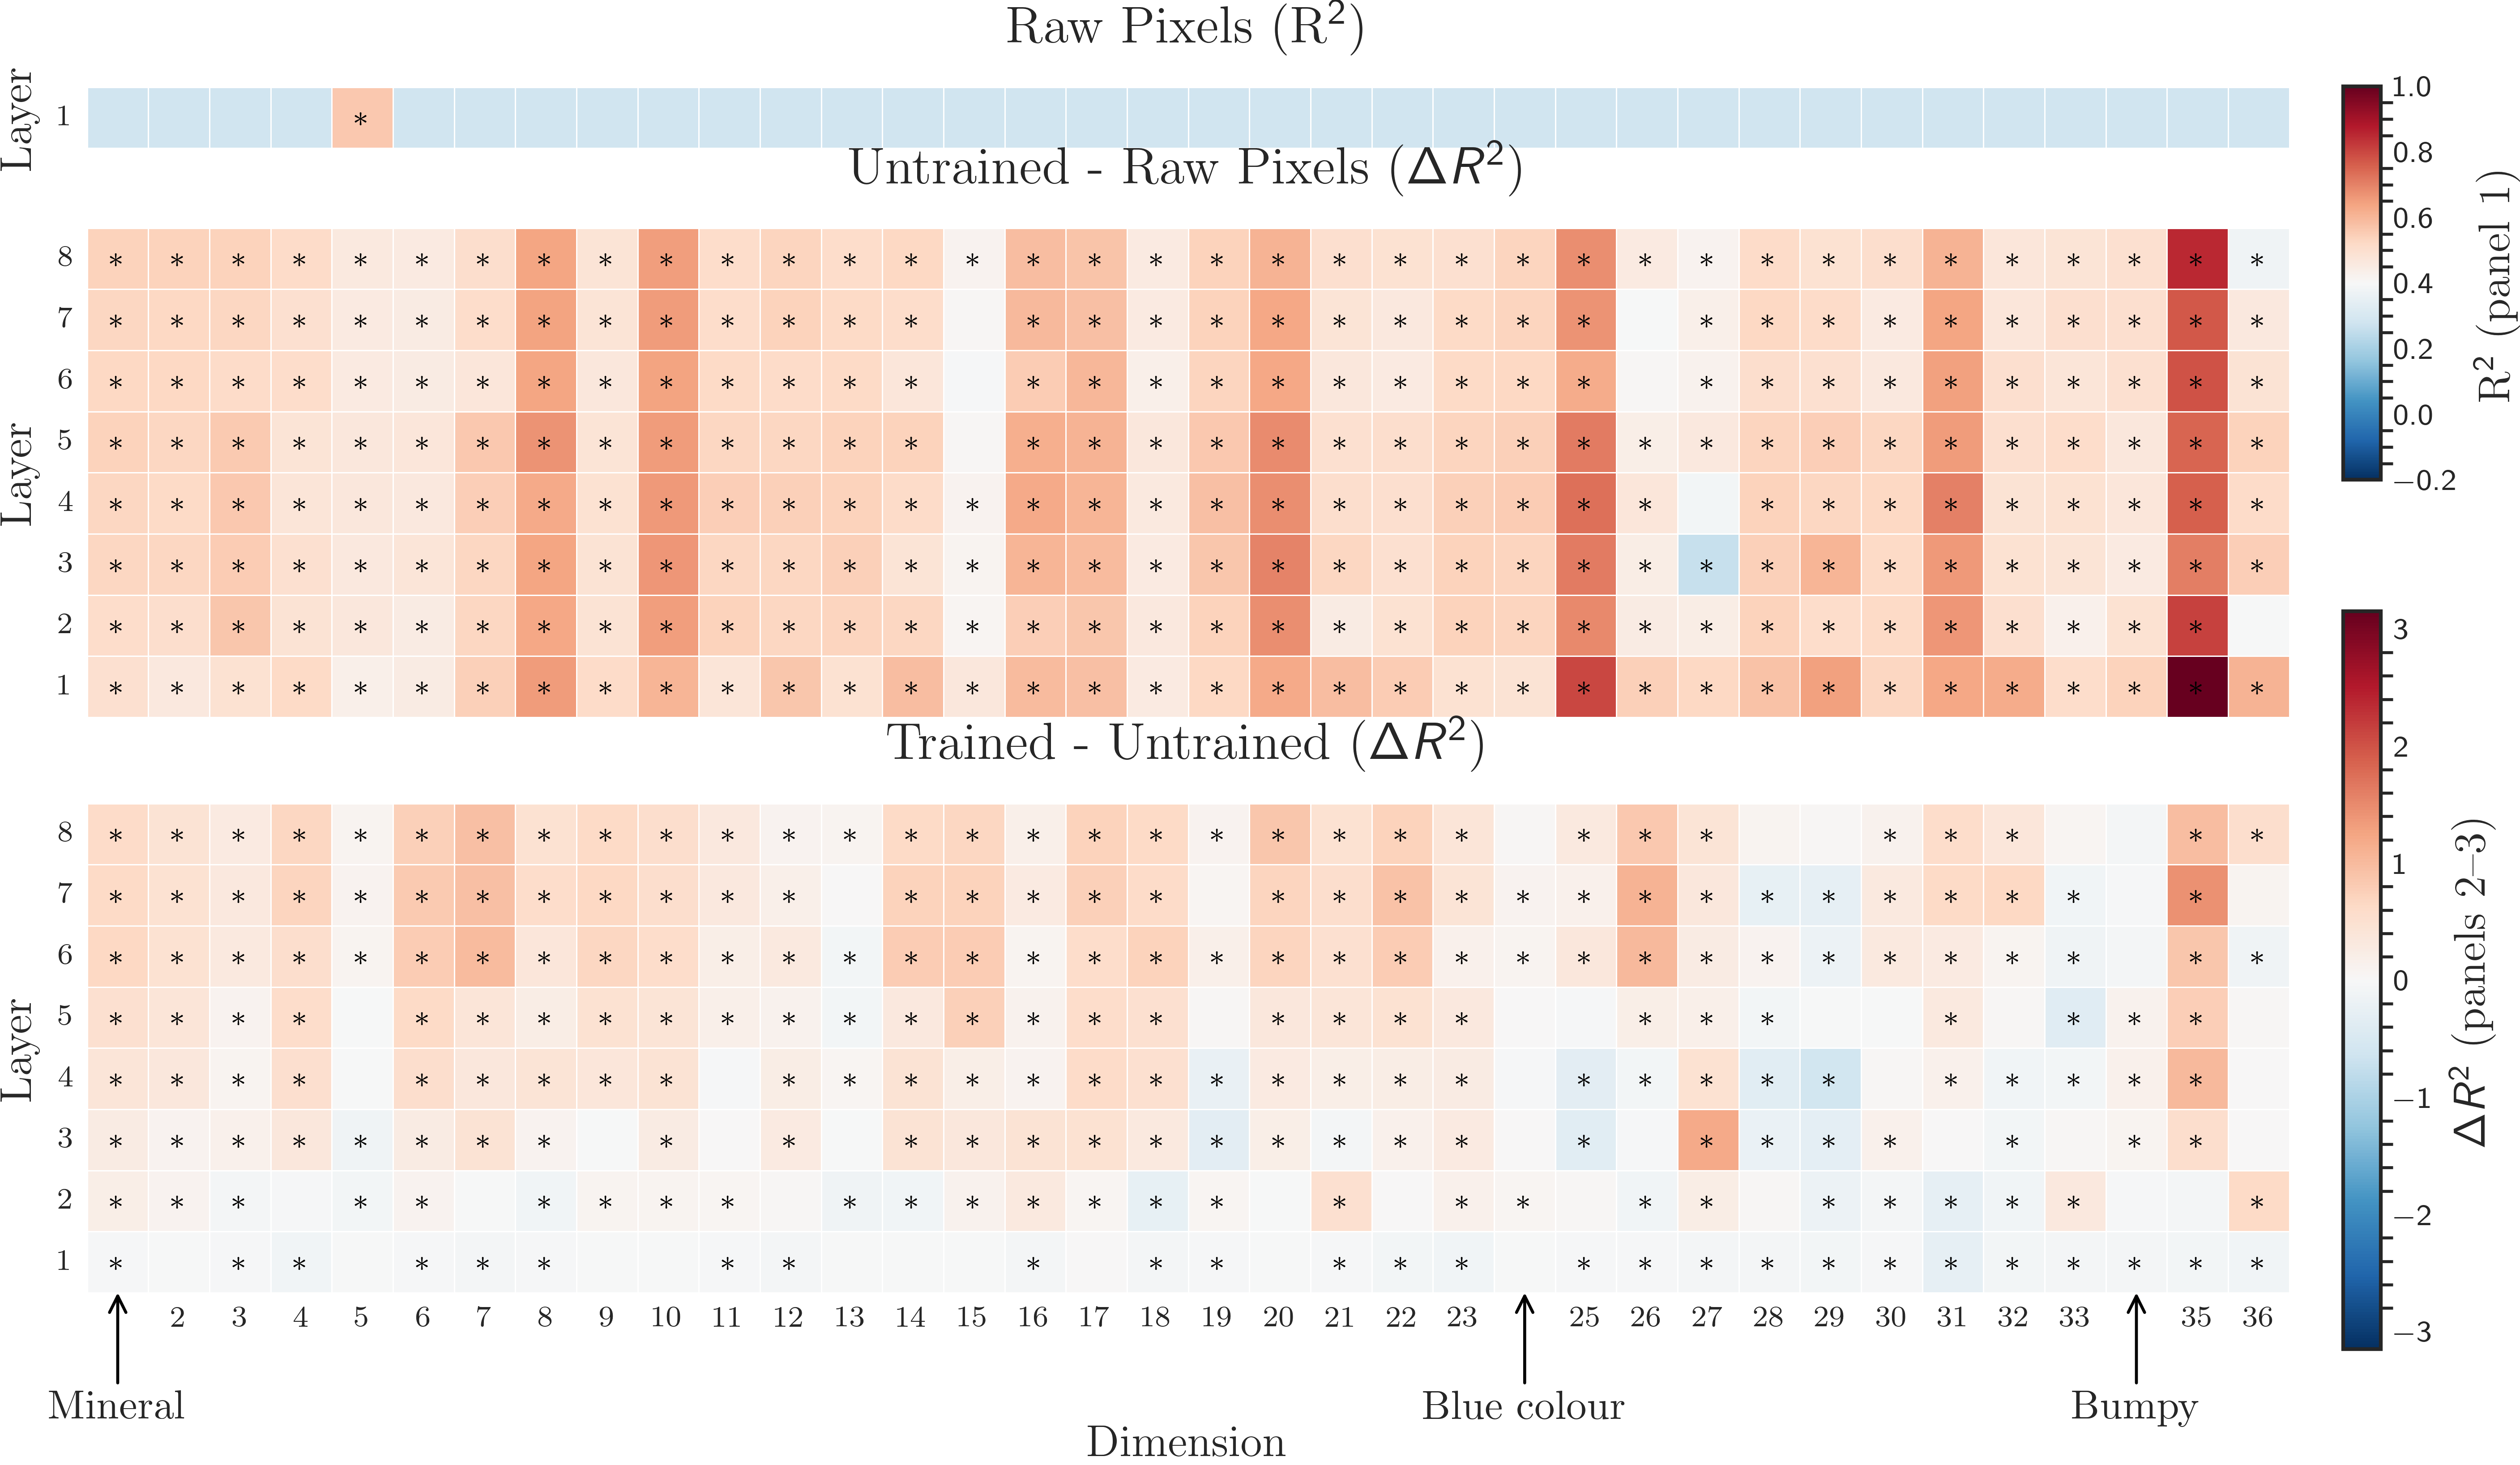 Raw Pixels (R²)
Layer
1
*
Untrained - Raw Pixels (ΔR²)
Layer
8 * * * * * * * * * * * * * * * * * * * * * * * * * * * * * * * * * * * *
7 * * * * * * * * * * * * * * * * * * * * * * * * * * * * * * * * * *
6 * * * * * * * * * * * * * * * * * * * * * * * * * * * * * * * * * *
5 * * * * * * * * * * * * * * * * * * * * * * * * * * * * * * * * * * *
4 * * * * * * * * * * * * * * * * * * * * * * * * * * * * * * * * * * *
3 * * * * * * * * * * * * * * * * * * * * * * * * * * * * * * * * * * * *
2 * * * * * * * * * * * * * * * * * * * * * * * * * * * * * * * * * * *
1 * * * * * * * * * * * * * * * * * * * * * * * * * * * * * * * * * * * *
Trained - Untrained (ΔR²)
Layer
8 * * * * * * * * * * * * * * * * * * * * * * * * * * * * * * *
7 * * * * * * * * * * * * * * * * * * * * * * * * * * * * * * * *
6 * * * * * * * * * * * * * * * * * * * * * * * * * * * * * * * * * * *
5 * * * * * * * * * * * * * * * * * * * * * * * * * * *
4 * * * * * * * * * * * * * * * * * * * * * * * * * * * * * *
3 * * * * * * * * * * * * * * * * * * * * * * * * * * * *
2 * * * * * * * * * * * * * * * * * * * * * * * * * *
1 * * * * * * * * * * * * * * * * * * * * * * * * * *
2 3 4 5 6 7 8 9 10 11 12 13 14 15 16 17 18 19 20 21 22 23 25 26 27 28 29 30 31 32 33 35 36
Mineral
Blue colour
Bumpy
Dimension
1.0
0.8
0.6
0.4
0.2
0.0
−0.2
R² (panel 1)
3
2
1
0
−1
−2
−3
ΔR² (panels 2–3)